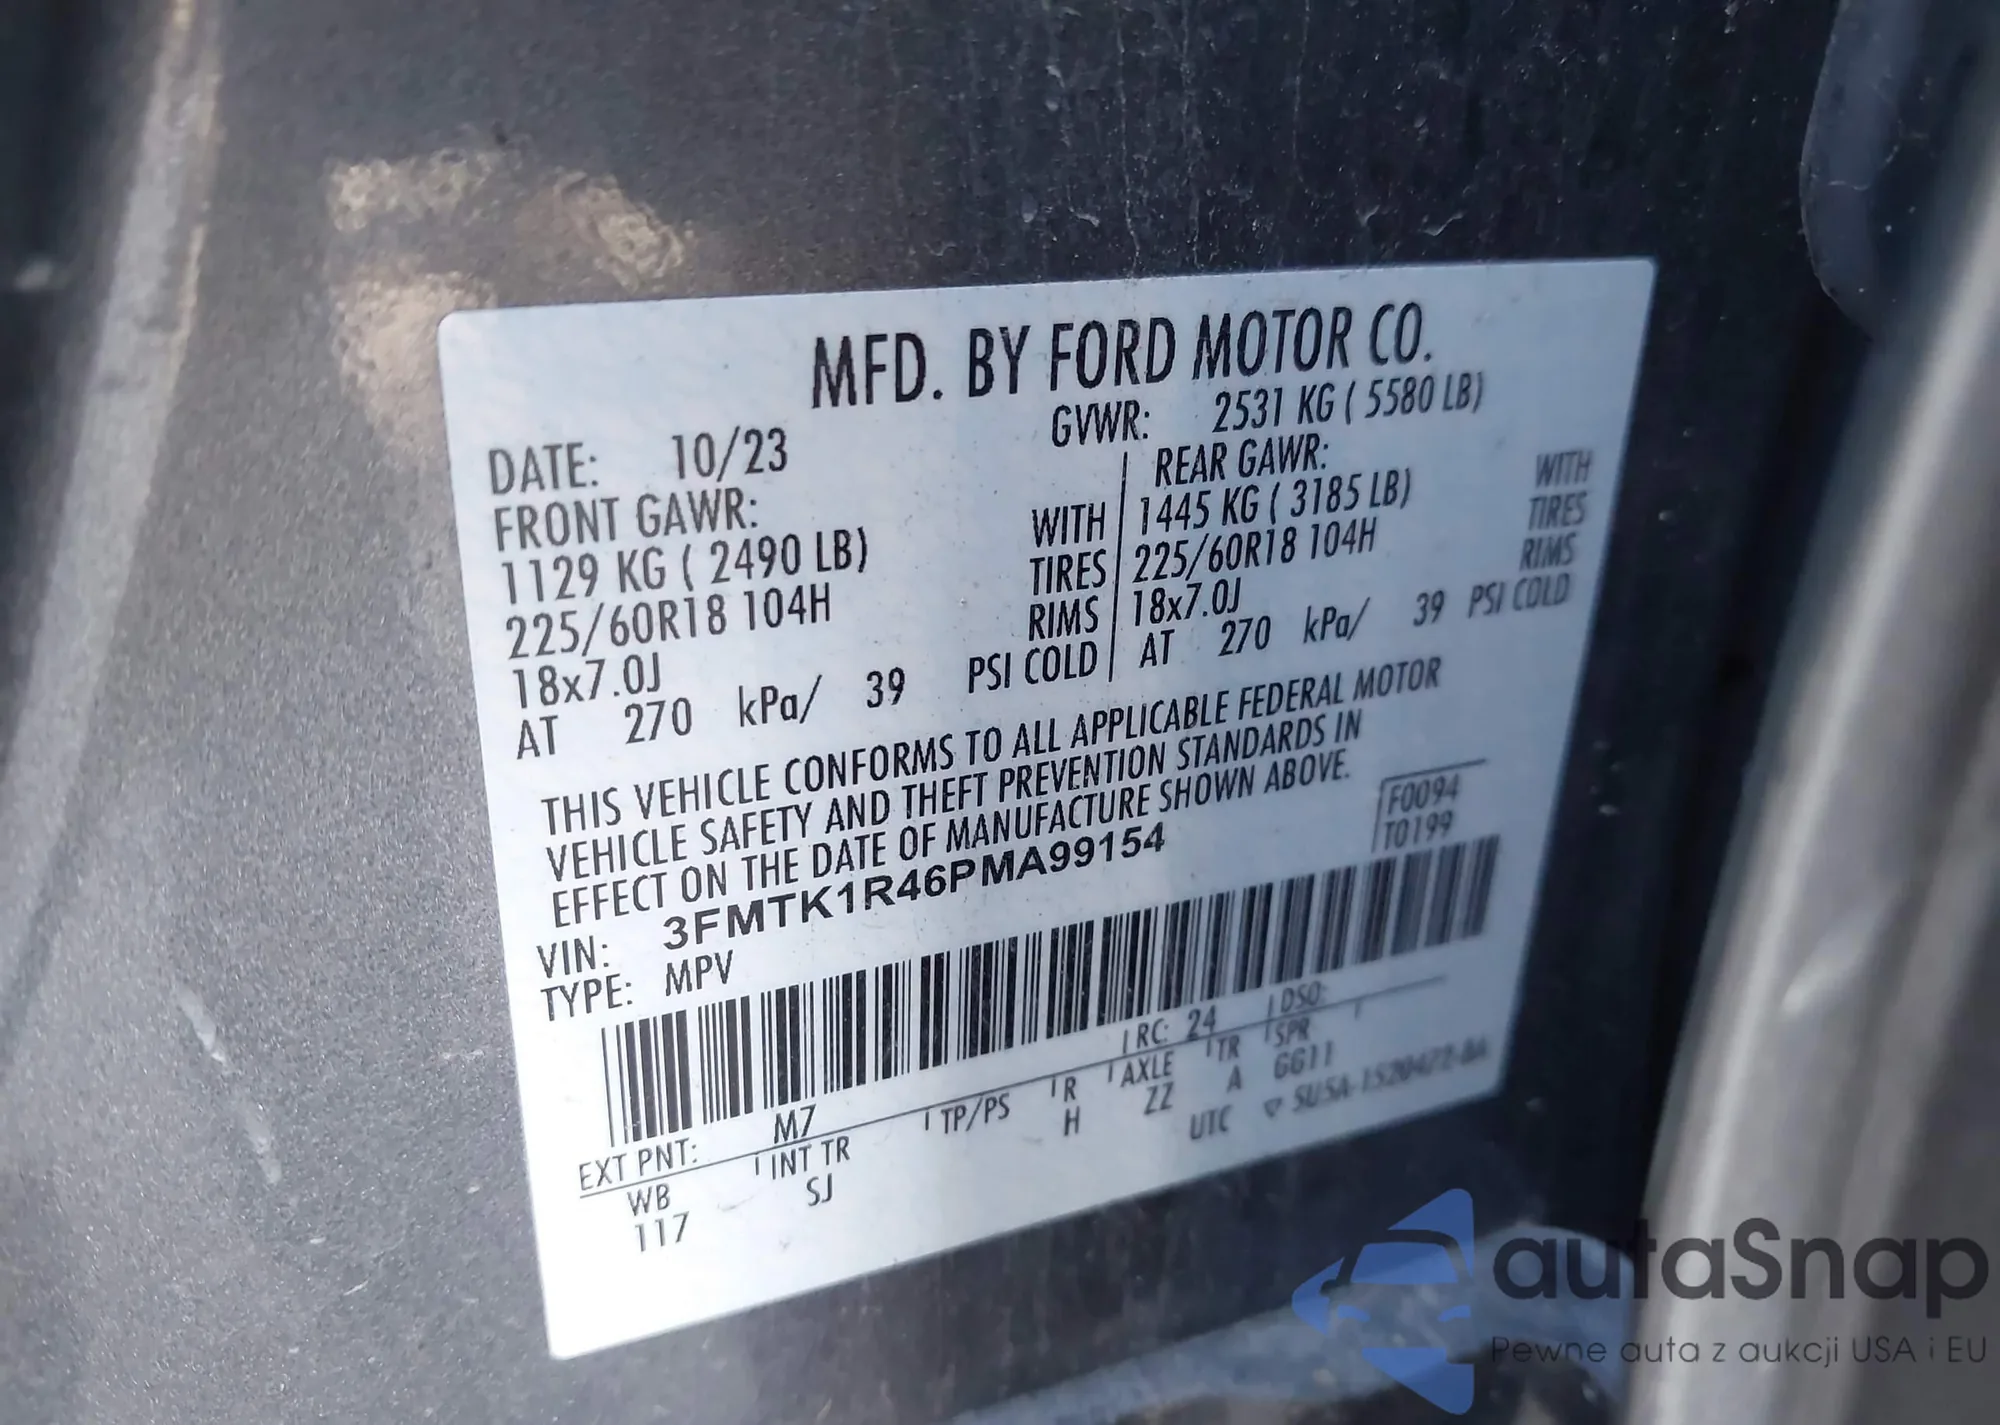 MFD. BY FORD MOTOR CO.
DATE: 10/23 GVWR: 2531 KG ( 5580 LB)
FRONT GAWR: REAR GAWR:
1129 KG ( 2490 LB) WITH 1445 KG ( 3185 LB) WITH
225/60R18 104H TIRES 225/60R18 104H TIRES
18x7.0J RIMS 18x7.0J RIMS
AT 270 kPa/ 39 PSI COLD AT 270 kPa/ 39 PSI COLD
THIS VEHICLE CONFORMS TO ALL APPLICABLE FEDERAL MOTOR
VEHICLE SAFETY AND THEFT PREVENTION STANDARDS IN
EFFECT ON THE DATE OF MANUFACTURE SHOWN ABOVE.
F0094
T0199
VIN: 3FMTK1R46PMA99154
TYPE: MPV
EXT PNT: M7 RC: 24 DSO:
WB INT TR TP/PS R AXLE TR SPR
117 SJ H ZZ A GG11
UTC
autaSnap
Pewne auta z aukcji USA i EU